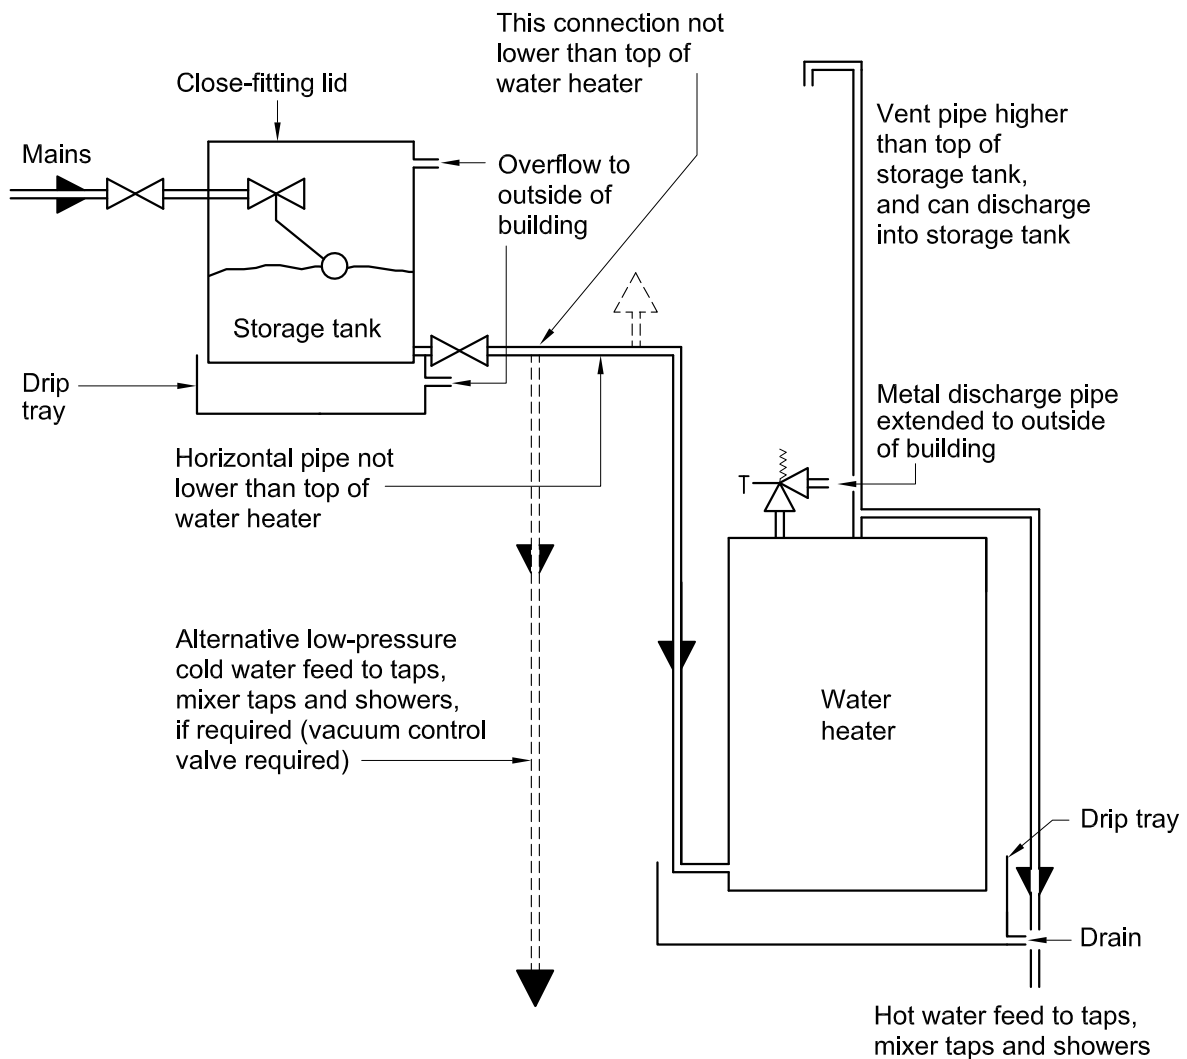 This connection not
lower than top of
water heater
Close-fitting lid
Mains
Overflow to
outside of
building
Vent pipe higher
than top of
storage tank,
and can discharge
into storage tank
Storage tank
Drip
tray
Metal discharge pipe
extended to outside
of building
Horizontal pipe not
lower than top of
water heater
T
Alternative low-pressure
cold water feed to taps,
mixer taps and showers,
if required (vacuum control
valve required)
Water
heater
Drip tray
Drain
Hot water feed to taps,
mixer taps and showers